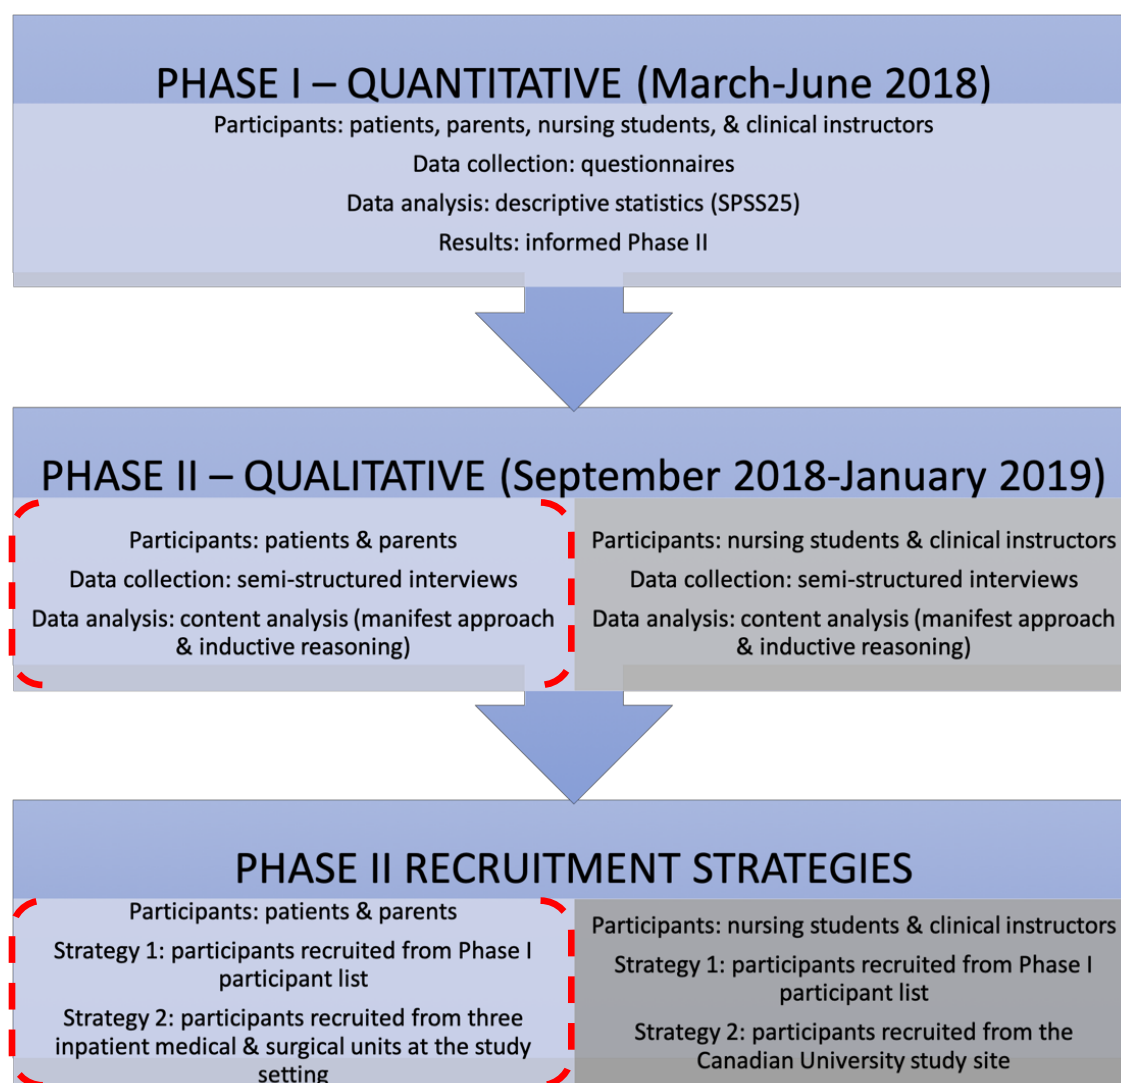 PHASE I – QUANTITATIVE (March-June 2018)
Participants: patients, parents, nursing students, & clinical instructors
Data collection: questionnaires
Data analysis: descriptive statistics (SPSS25)
Results: informed Phase II
PHASE II – QUALITATIVE (September 2018-January 2019)
Participants: patients & parents
Data collection: semi-structured interviews
Data analysis: content analysis (manifest approach
& inductive reasoning)
Participants: nursing students & clinical instructors
Data collection: semi-structured interviews
Data analysis: content analysis (manifest approach
& inductive reasoning)
PHASE II RECRUITMENT STRATEGIES
Participants: patients & parents
Strategy 1: participants recruited from Phase I
participant list
Strategy 2: participants recruited from three
inpatient medical & surgical units at the study
setting
Participants: nursing students & clinical instructors
Strategy 1: participants recruited from Phase I
participant list
Strategy 2: participants recruited from the
Canadian University study site